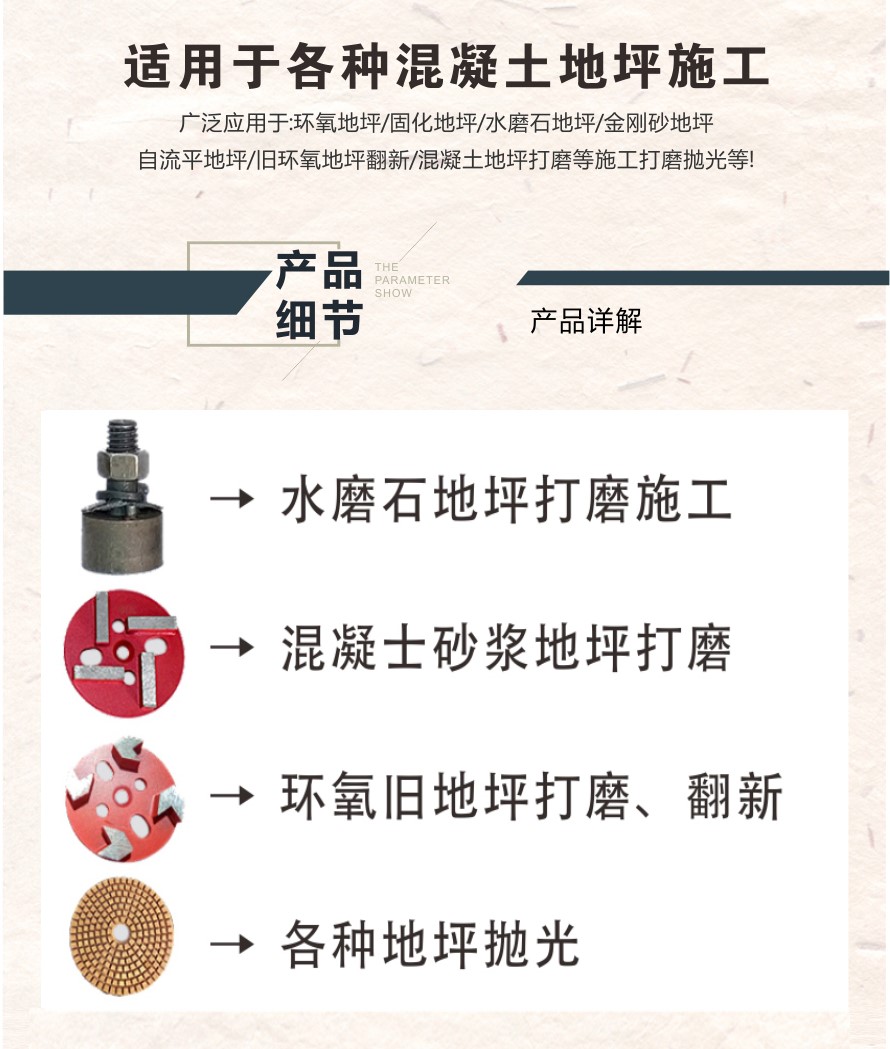 适用于各种混凝土地坪施工
广泛应用于:环氧地坪/固化地坪/水磨石地坪/金刚砂地坪
自流平地坪/旧环氧地坪翻新/混凝土地坪打磨等施工打磨抛光等!
产品
细节
THE
PARAMETER
SHOW
产品详解
水磨石地坪打磨施工
混凝士砂浆地坪打磨
环氧旧地坪打磨、翻新
各种地坪抛光